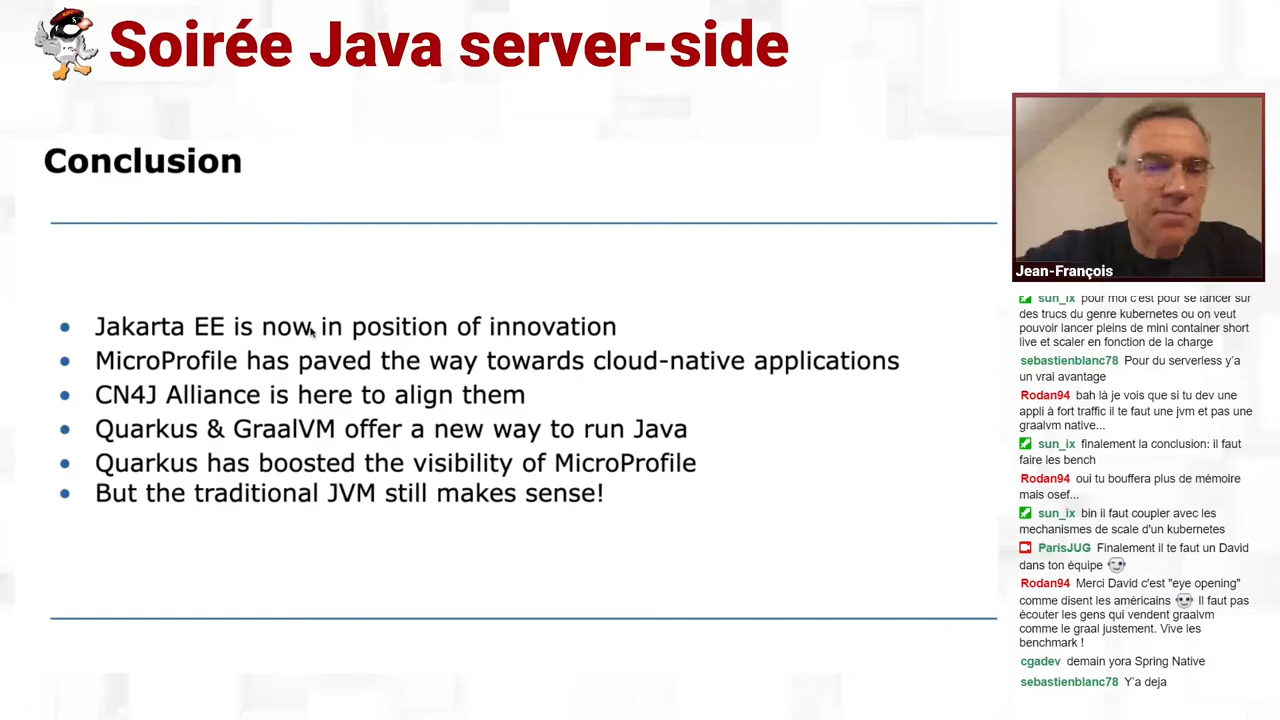 Soirée Java server-side
Conclusion
Jakarta EE is now in position of innovation
MicroProfile has paved the way towards cloud-native applications
CN4J Alliance is here to align them
Quarkus & GraalVM offer a new way to run Java
Quarkus has boosted the visibility of MicroProfile
But the traditional JVM still makes sense!
Jean-François
sun_ix pour moi c'est pour se lancer sur
des trucs du genre kubernetes ou on veut
pouvoir lancer pleins de mini container short
live et scaler en fonction de la charge
sebastienblanc78 Pour du serverless y'a
un vrai avantage
Rodan94 bah là je vois que si tu dev une
appli à fort traffic il te faut une jvm et pas une
graalvm native...
sun_ix finalement la conclusion: il faut
faire les bench
Rodan94 oui tu bouffera plus de mémoire
mais osef...
sun_ix bin il faut coupler avec les
mechanismes de scale d'un kubernetes
ParisJUG Finalement il te faut un David
dans ton équipe
Rodan94 Merci David c'est "eye opening"
comme disent les américains Il faut pas
écouter les gens qui vendent graalvm
comme le graal justement. Vive les
benchmark !
cgadev demain yora Spring Native
sebastienblanc78 Y'a deja